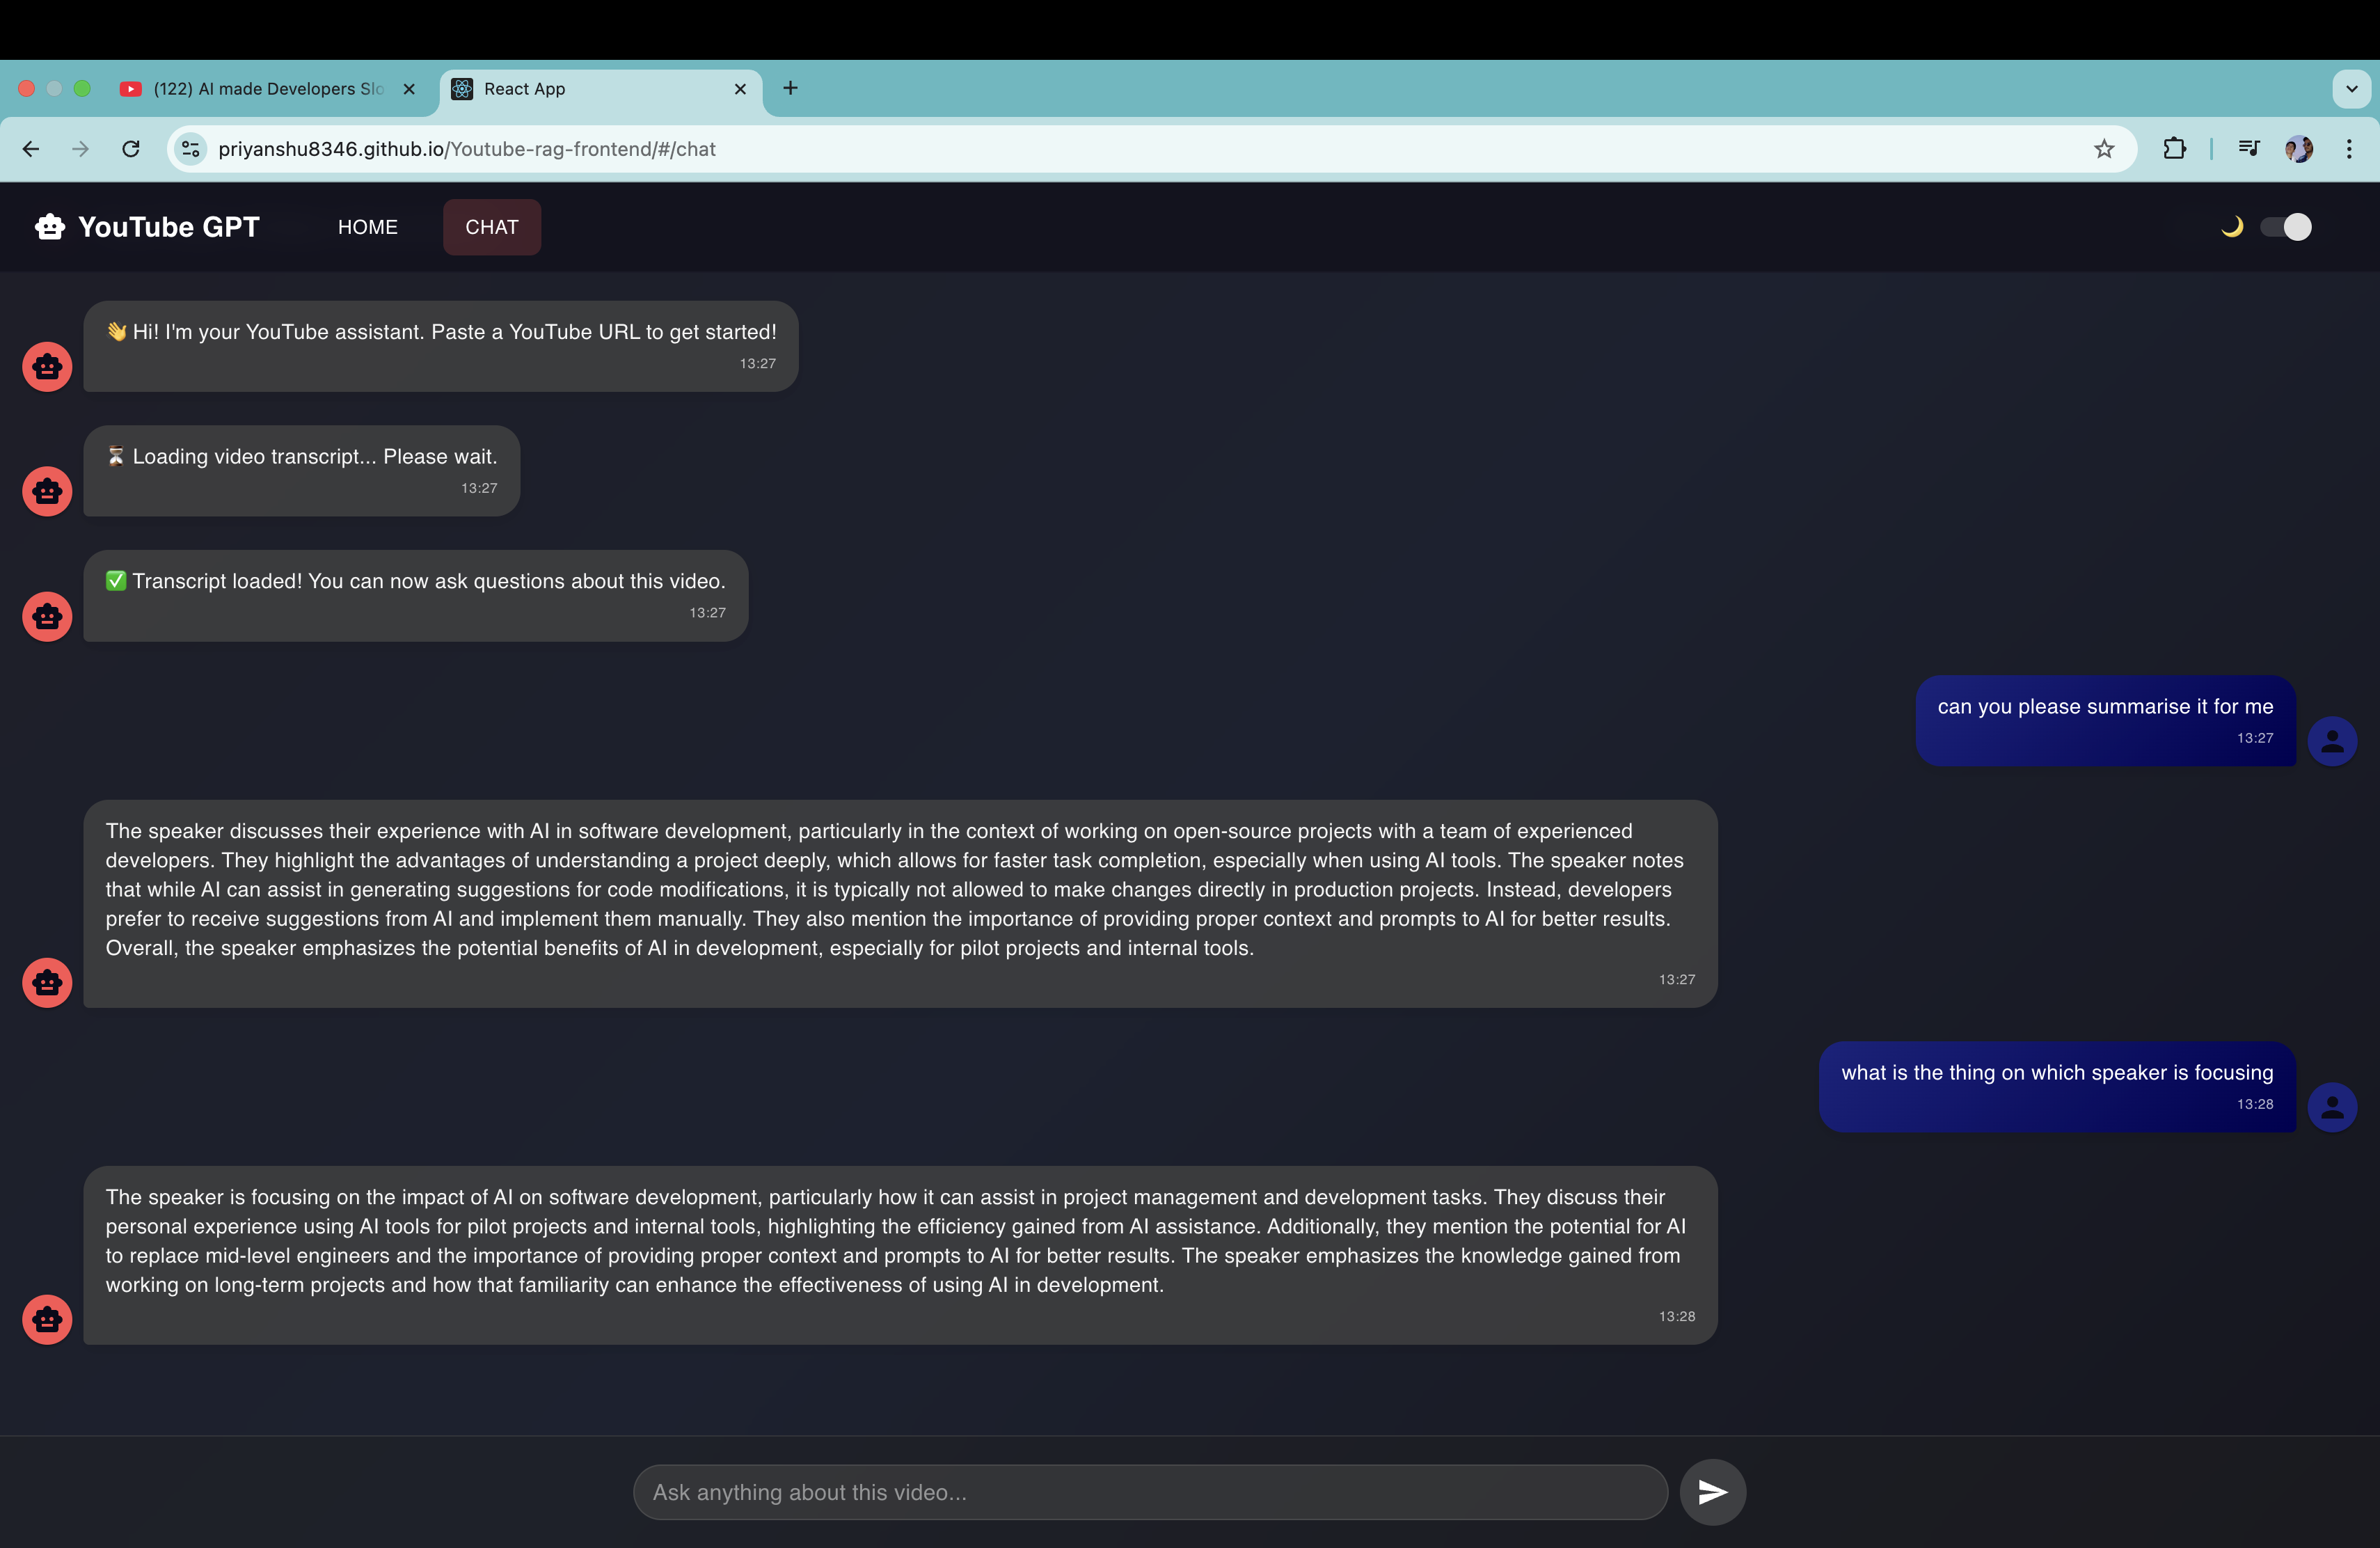 (122) AI made Developers Slo
React App
priyanshu8346.github.io/Youtube-rag-frontend/#/chat
YouTube GPT HOME CHAT
👋 Hi! I'm your YouTube assistant. Paste a YouTube URL to get started!
13:27
⏳ Loading video transcript... Please wait.
13:27
✅ Transcript loaded! You can now ask questions about this video.
13:27
can you please summarise it for me
13:27
The speaker discusses their experience with AI in software development, particularly in the context of working on open-source projects with a team of experienced
developers. They highlight the advantages of understanding a project deeply, which allows for faster task completion, especially when using AI tools. The speaker notes
that while AI can assist in generating suggestions for code modifications, it is typically not allowed to make changes directly in production projects. Instead, developers
prefer to receive suggestions from AI and implement them manually. They also mention the importance of providing proper context and prompts to AI for better results.
Overall, the speaker emphasizes the potential benefits of AI in development, especially for pilot projects and internal tools.
13:27
what is the thing on which speaker is focusing
13:28
The speaker is focusing on the impact of AI on software development, particularly how it can assist in project management and development tasks. They discuss their
personal experience using AI tools for pilot projects and internal tools, highlighting the efficiency gained from AI assistance. Additionally, they mention the potential for AI
to replace mid-level engineers and the importance of providing proper context and prompts to AI for better results. The speaker emphasizes the knowledge gained from
working on long-term projects and how that familiarity can enhance the effectiveness of using AI in development.
13:28
Ask anything about this video...